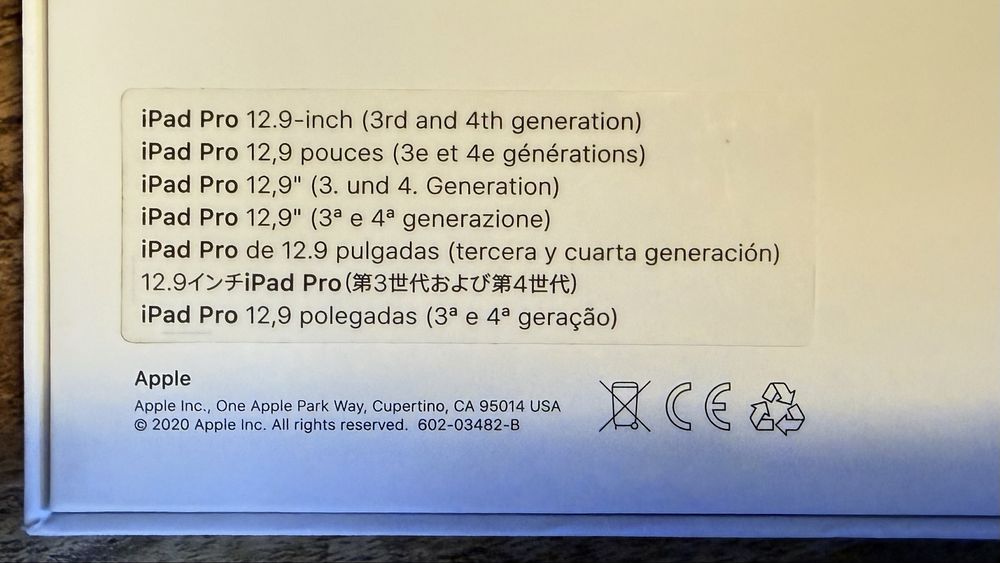 iPad Pro 12.9-inch (3rd and 4th generation)
iPad Pro 12,9 pouces (3e et 4e générations)
iPad Pro 12,9" (3. und 4. Generation)
iPad Pro 12,9" (3ª e 4ª generazione)
iPad Pro de 12.9 pulgadas (tercera y cuarta generación)
12.9インチiPad Pro(第3世代および第4世代)
iPad Pro 12,9 polegadas (3ª e 4ª geração)
Apple
Apple Inc., One Apple Park Way, Cupertino, CA 95014 USA
© 2020 Apple Inc. All rights reserved. 602-03482-B
CE